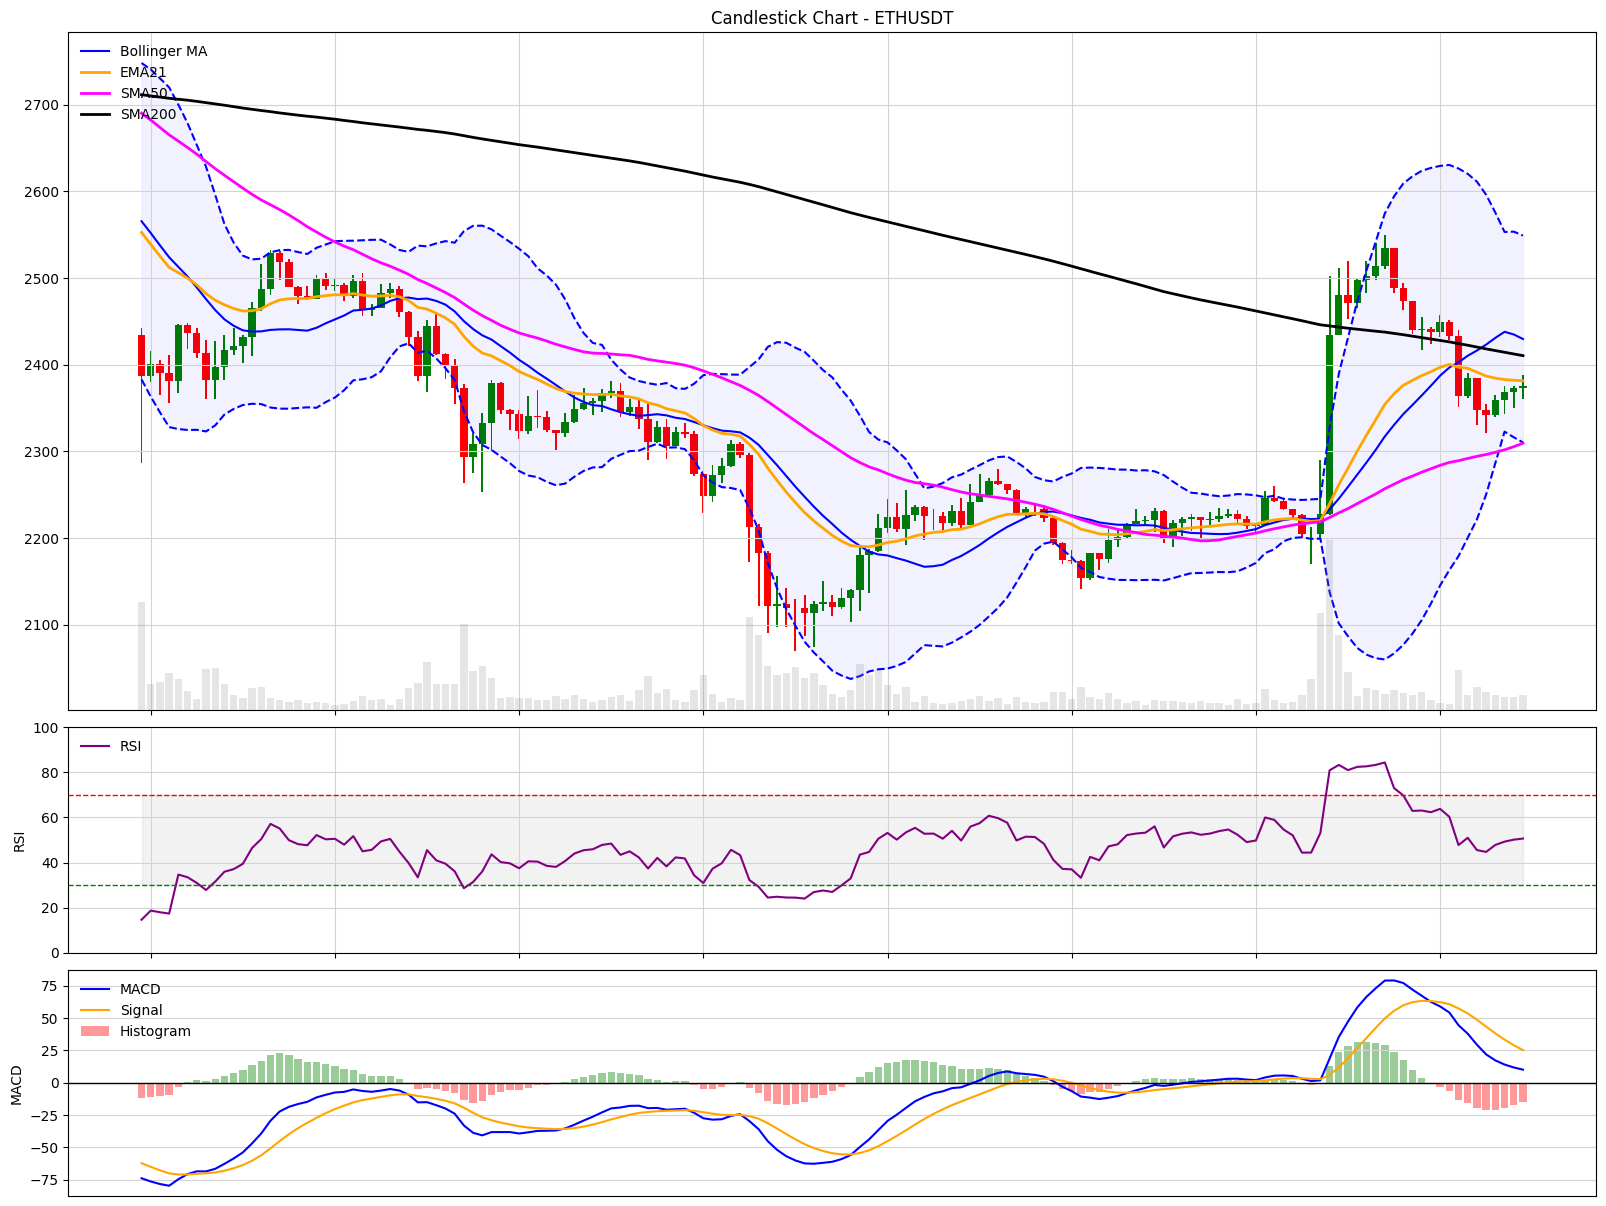 Candlestick Chart - ETHUSDT
Bollinger MA
EMA21
SMA50
SMA200
2700
2600
2500
2400
2300
2200
2100
100
80
60
40
20
0
RSI
RSI
75
50
25
0
−25
−50
−75
MACD
MACD
Signal
Histogram